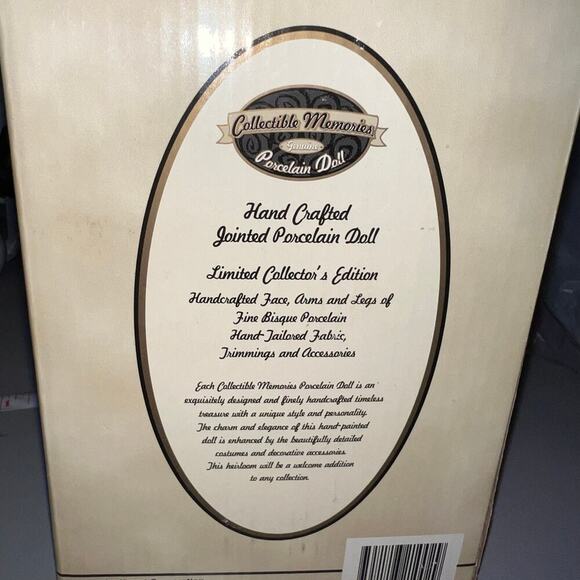 Collectible Memories
Genuine
Porcelain Doll
Hand Crafted
Jointed Porcelain Doll
Limited Collector's Edition
Handcrafted Face, Arms and Legs of
Fine Bisque Porcelain
Hand-Tailored Fabric,
Trimmings and Accessories
Each Collectible Memories Porcelain Doll is an
exquisitely designed and finely handcrafted timeless
treasure with a unique style and personality.
The charm and elegance of this hand-painted
doll is enhanced by the beautifully detailed
costumes and decorative accessories.
This heirloom will be a welcome addition
to any collection.